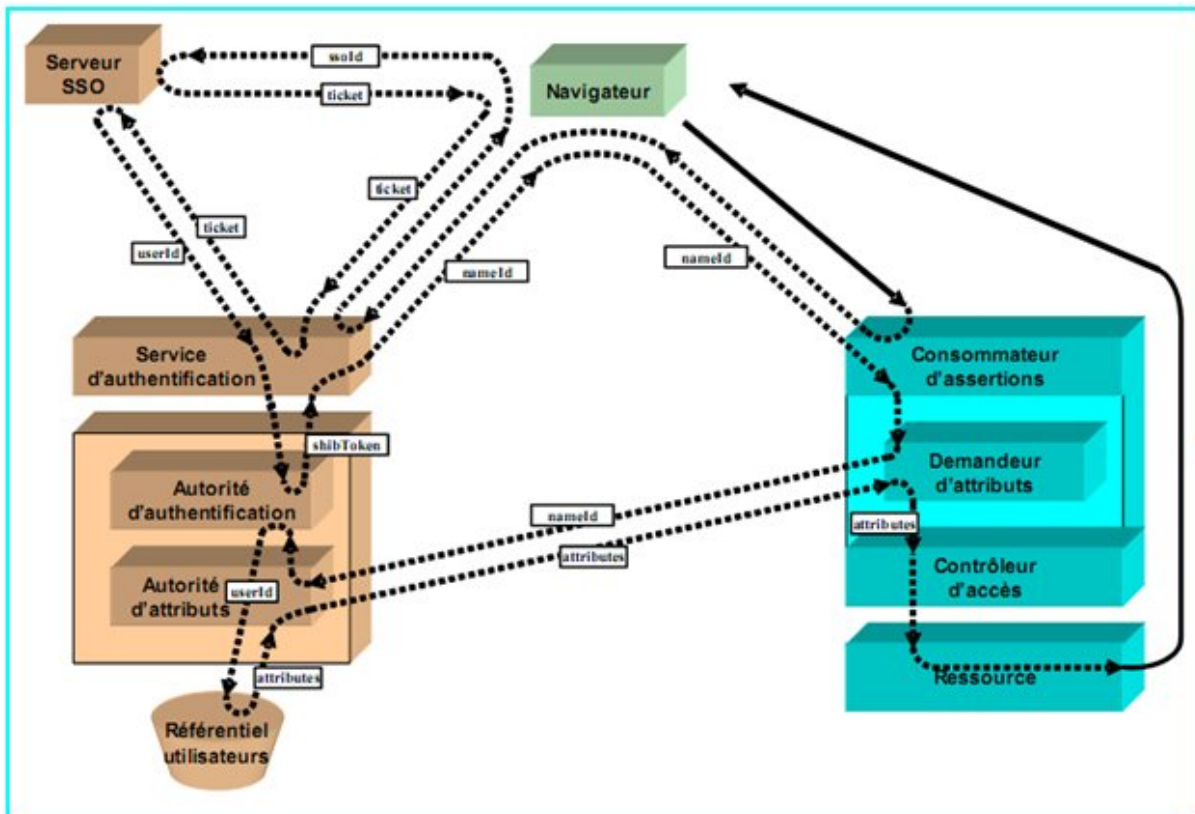 Serveur
SSO
ssoId
ticket
Navigateur
ticket
ticket
userId
nameId
nameId
Service
d'authentification
Consommateur
d'assertions
shibToken
Demandeur
d'attributs
Autorité
d'authentification
nameId
attributes
attributes
Autorité
d'attributs
userId
Contrôleur
d'accès
attributes
Ressource
Référentiel
utilisateurs